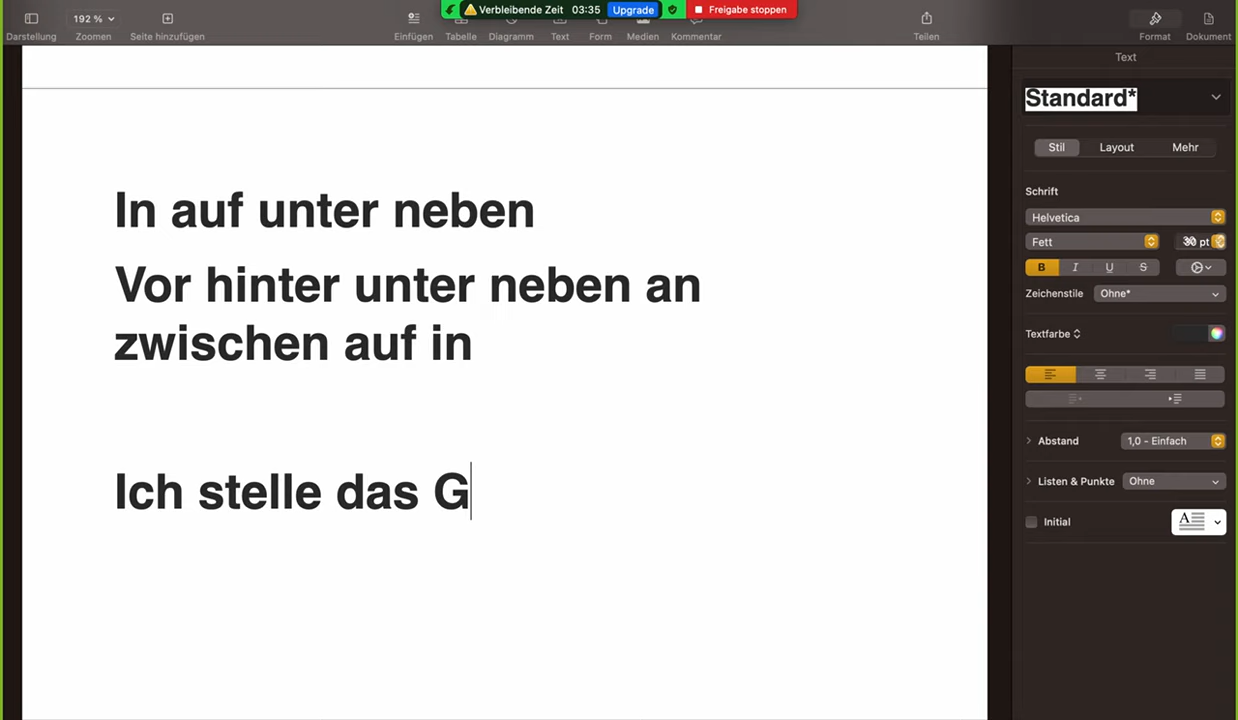 Verbleibende Zeit 03:35 Upgrade Freigabe stoppen
192 %
Darstellung Zoomen Seite hinzufügen Einfügen Tabelle Diagramm Text Form Medien Kommentar Teilen Format Dokument
Text
Standard*
Stil Layout Mehr
Schrift
Helvetica
Fett pt
B I U S
Zeichenstile Ohne*
Textfarbe
Abstand 1,0 - Einfach
Listen & Punkte Ohne
Initial A
In auf unter neben
Vor hinter unter neben an
zwischen auf in
Ich stelle das G